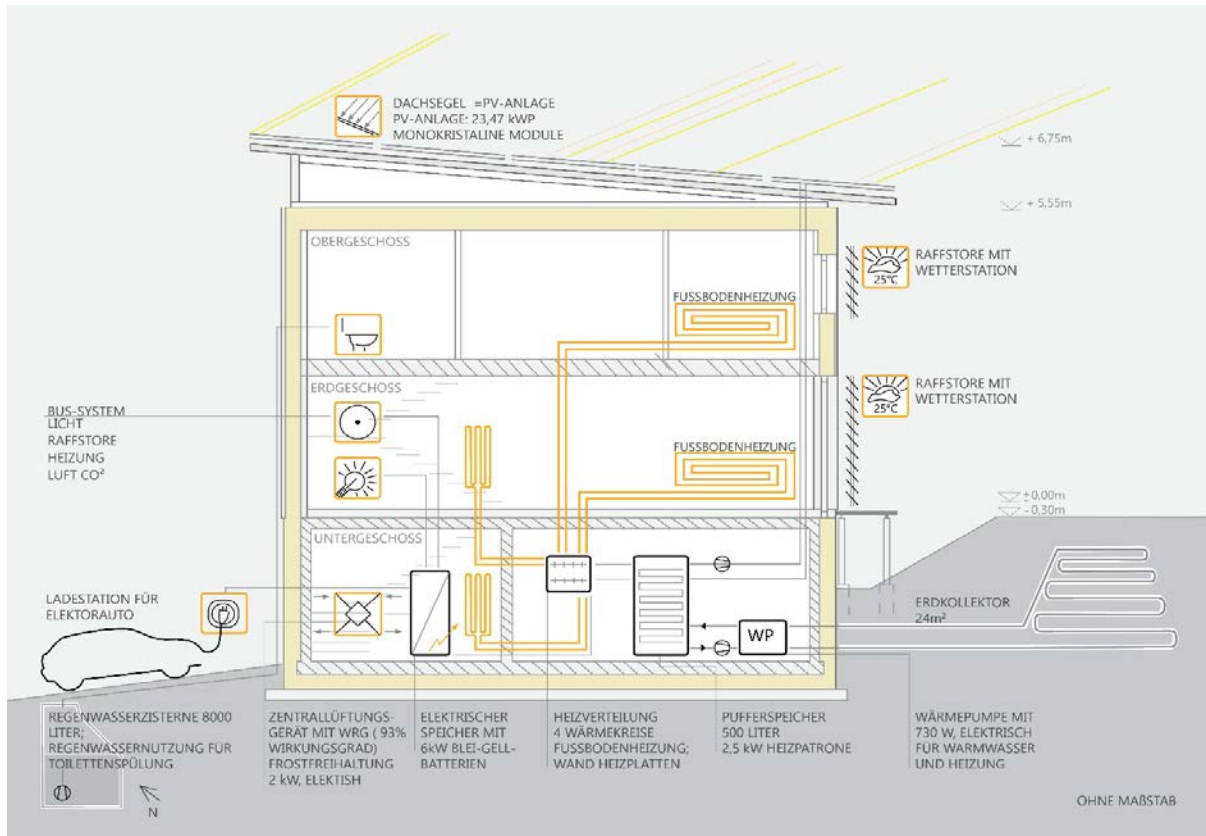 DACHSEGEL =PV-ANLAGE
PV-ANLAGE: 23,47 kWP
MONOKRISTALINE MODULE
+ 6,75m
+ 5,55m
OBERGESCHOSS
RAFFSTORE MIT
WETTERSTATION
25°C
FUSSBODENHEIZUNG
ERDGESCHOSS
RAFFSTORE MIT
WETTERSTATION
25°C
BUS-SYSTEM
LICHT
RAFFSTORE
HEIZUNG
LUFT CO²
FUSSBODENHEIZUNG
±0,00m
- 0,30m
UNTERGESCHOSS
LADESTATION FÜR
ELEKTORAUTO
ERDKOLLEKTOR
24m²
WP
REGENWASSERZISTERNE 8000
LITER;
REGENWASSERNUTZUNG FÜR
TOILETTENSPÜLUNG
ZENTRALLÜFTUNGS-
GERÄT MIT WRG ( 93%
WIRKUNGSGRAD)
FROSTFREIHALTUNG
2 kW, ELEKTISH
ELEKTRISCHER
SPEICHER MIT
6kW BLEI-GELL-
BATTERIEN
HEIZVERTEILUNG
4 WÄRMEKREISE
FUSSBODENHEIZUNG;
WAND HEIZPLATTEN
PUFFERSPEICHER
500 LITER
2,5 kW HEIZPATRONE
WÄRMEPUMPE MIT
730 W, ELEKTRISCH
FÜR WARMWASSER
UND HEIZUNG
N
OHNE MAßSTAB